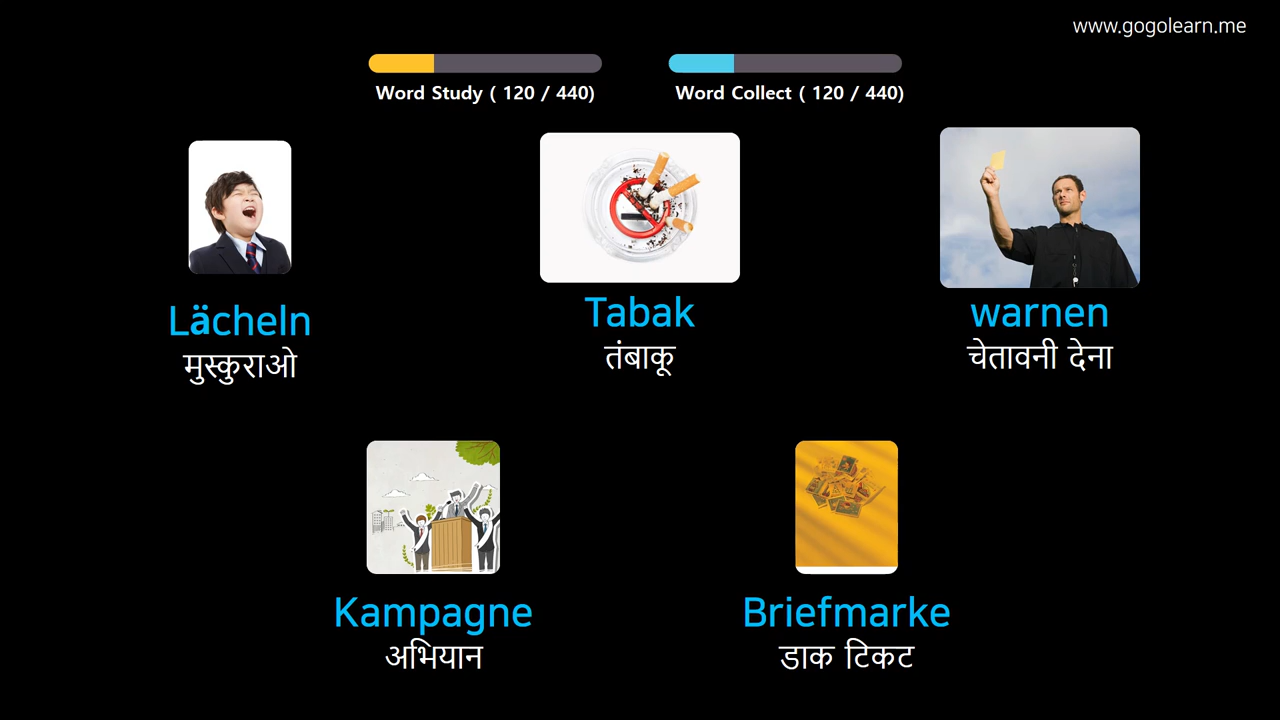 www.gogolearn.me
Word Study ( 120 / 440)
Word Collect ( 120 / 440)
Lächeln
मुस्कुराओ
Tabak
तंबाकू
warnen
चेतावनी देना
Kampagne
अभियान
Briefmarke
डाक टिकट